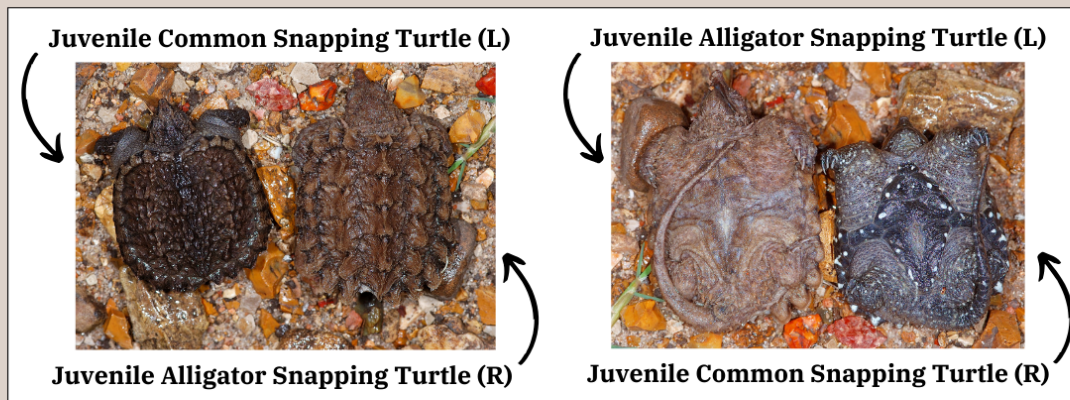 Juvenile Common Snapping Turtle (L)
Juvenile Alligator Snapping Turtle (R)
Juvenile Alligator Snapping Turtle (L)
Juvenile Common Snapping Turtle (R)